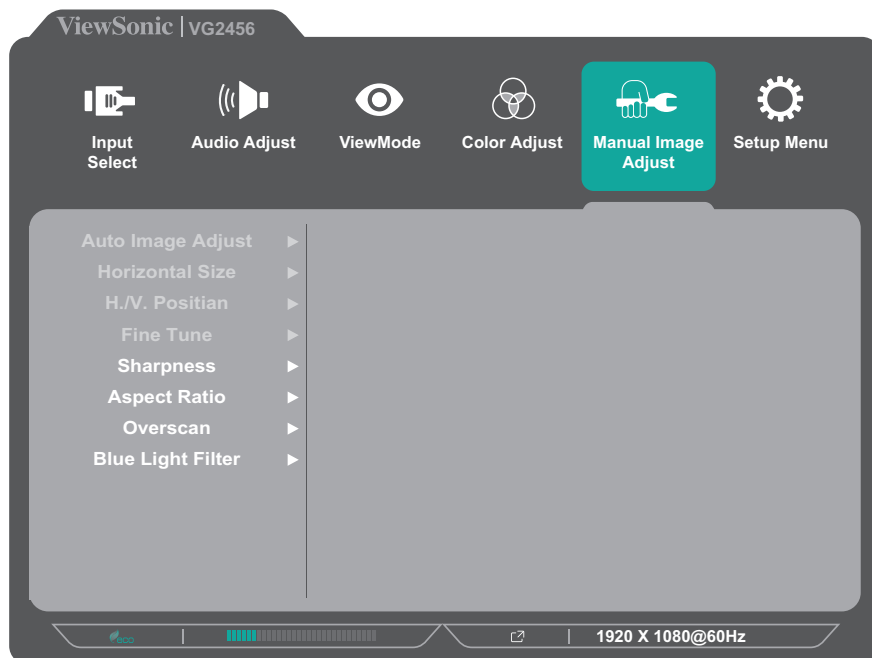 ViewSonic | VG2456
Input Select
Audio Adjust
ViewMode
Color Adjust
Manual Image Adjust
Setup Menu
Auto Image Adjust
Horizontal Size
H./V. Positian
Fine Tune
Sharpness
Aspect Ratio
Overscan
Blue Light Filter
eco
1920 X 1080@60Hz